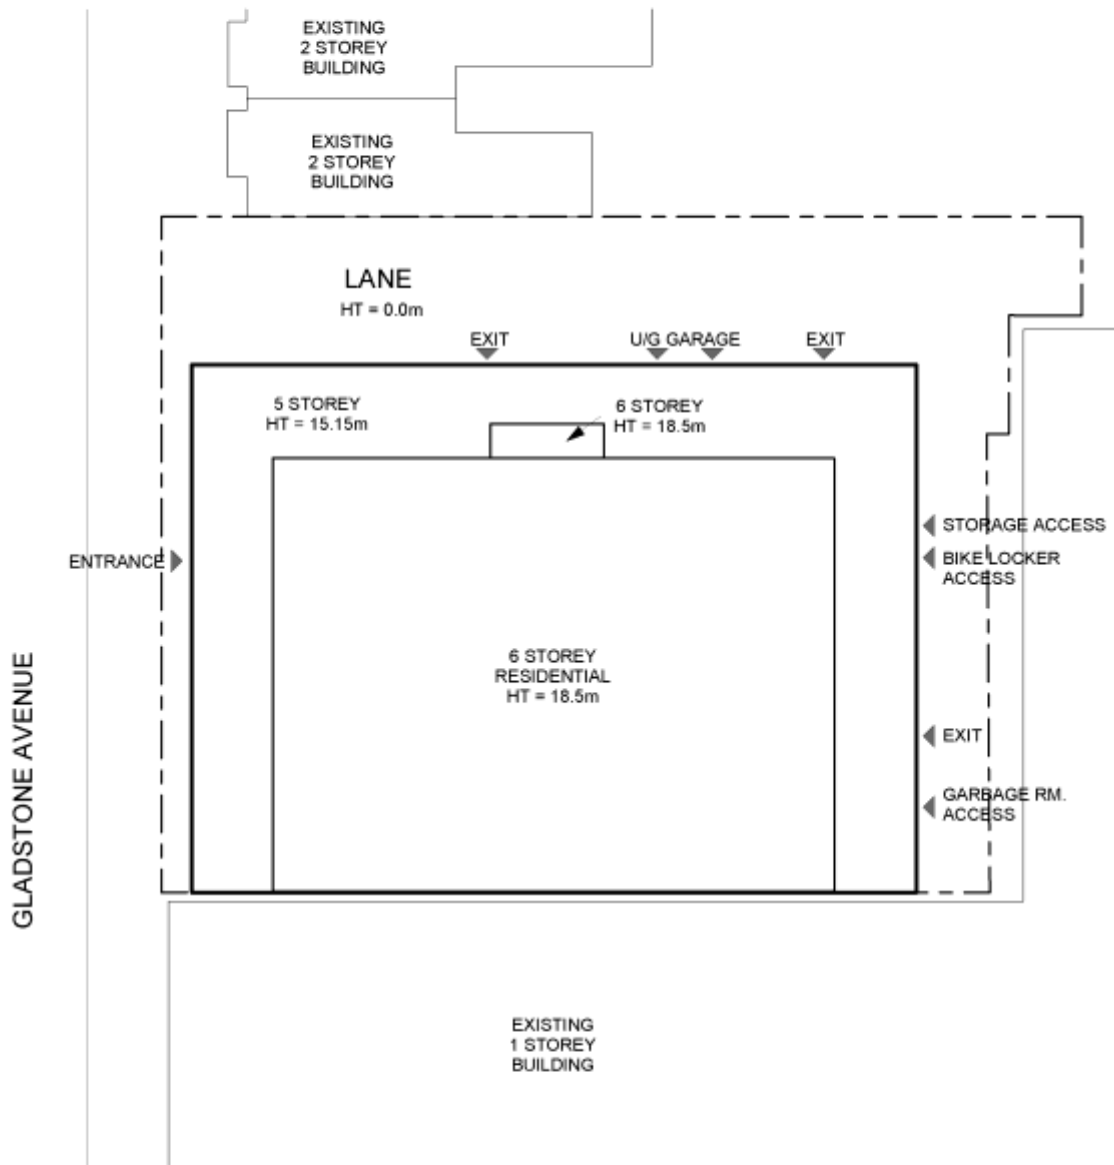 EXISTING
2 STOREY
BUILDING
EXISTING
2 STOREY
BUILDING
LANE
HT = 0.0m
EXIT
U/G GARAGE
EXIT
5 STOREY
HT = 15.15m
6 STOREY
HT = 18.5m
STORAGE ACCESS
ENTRANCE
BIKE LOCKER
ACCESS
6 STOREY
RESIDENTIAL
HT = 18.5m
GLADSTONE AVENUE
EXIT
GARBAGE RM.
ACCESS
EXISTING
1 STOREY
BUILDING